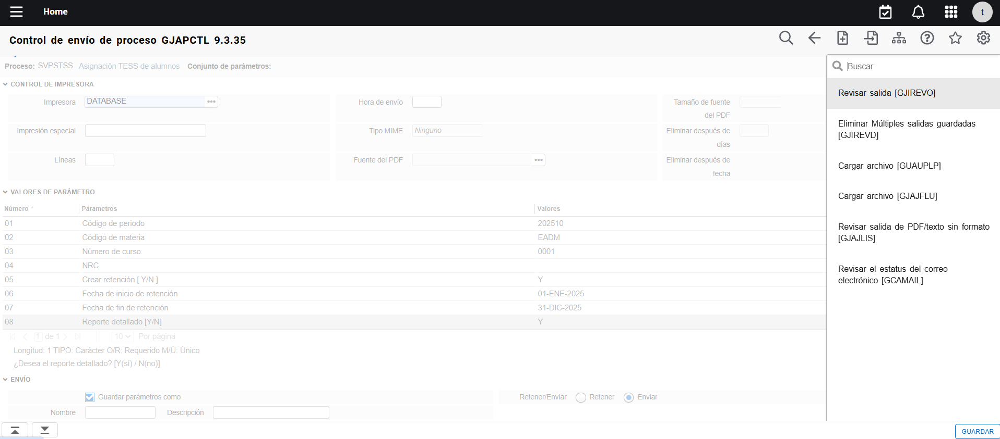 Home
t
Control de envío de proceso GJAPCTL 9.3.35
Proceso: SVPSTSS Asignación TESS de alumnos Conjunto de parámetros:
CONTROL DE IMPRESORA
Impresora DATABASE
Hora de envío
Tamaño de fuente
del PDF
Impresión especial
Tipo MIME Ninguno
Eliminar después de
días
Líneas
Fuente del PDF
Eliminar después de
fecha
VALORES DE PARÁMETRO
Número * Párametros Valores
01 Código de periodo 202510
02 Código de materia EADM
03 Número de curso 0001
04 NRC
05 Crear retención [ Y/N ] Y
06 Fecha de inicio de retención 01-ENE-2025
07 Fecha de fin de retención 31-DIC-2025
08 Reporte detallado [Y/N] Y
1 de 1 10 Por página
Longitud: 1 TIPO: Carácter O/R: Requerido M/Ú: Único
¿Desea el reporte detallado? [Y(sí) / N(no)]
ENVÍO
Guardar parámetros como
Retener/Enviar Retener Enviar
Nombre Descripción
Buscar
Revisar salida [GJIREVO]
Eliminar Múltiples salidas guardadas
[GJIREVD]
Cargar archivo [GUAUPLP]
Cargar archivo [GJAJFLU]
Revisar salida de PDF/texto sin formato
[GJAJLIS]
Revisar el estatus del correo
electrónico [GCAMAIL]
GUARDAR